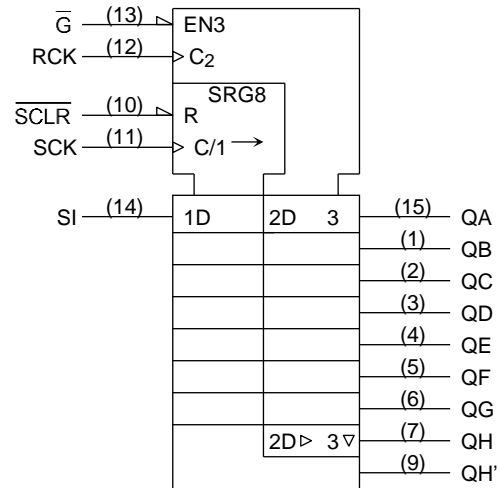 G̅ (13) EN3
RCK (12) C2
SRG8
S̅C̅L̅R̅ (10) R
SCK (11) C/1 →
SI (14) 1D 2D 3 (15) QA
(1) QB
(2) QC
(3) QD
(4) QE
(5) QF
(6) QG
2D ▷ 3 ▽ (7) QH
(9) QH'